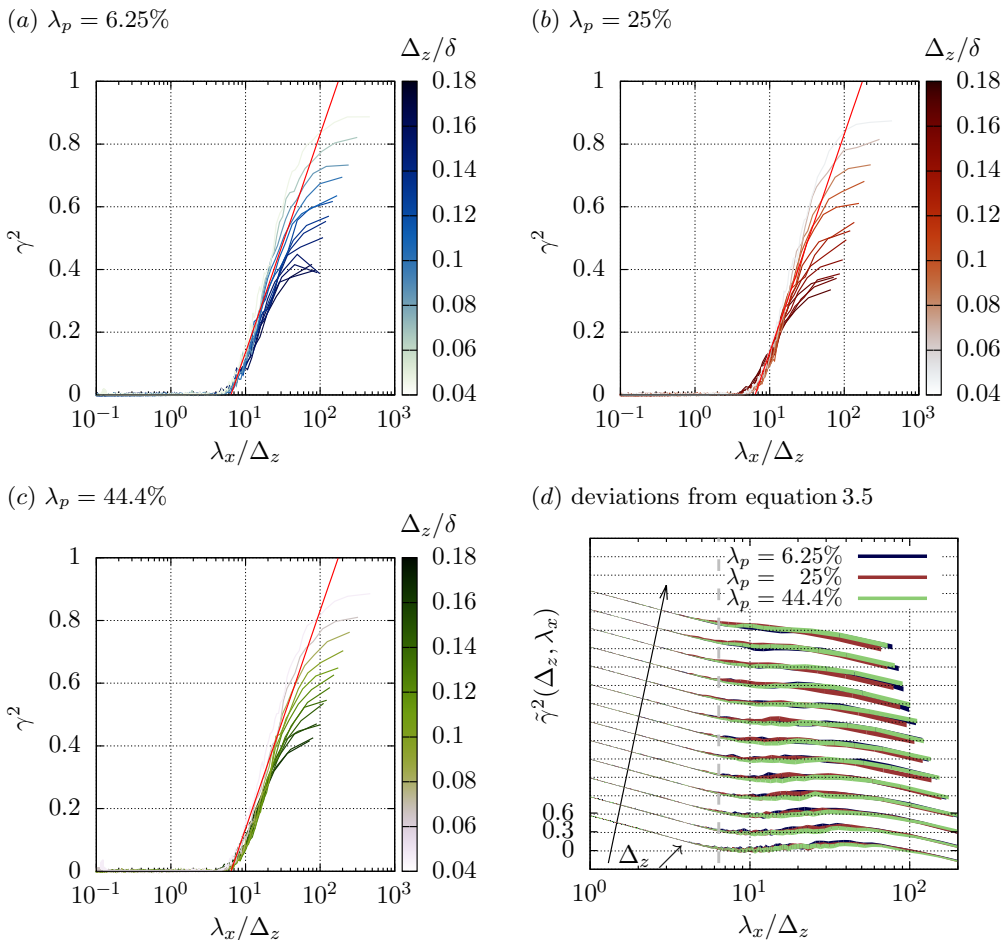 (a) λp = 6.25%
(b) λp = 25%
Δz/δ
Δz/δ
1
0.8
0.6
0.4
0.2
0
γ²
10⁻¹ 10⁰ 10¹ 10² 10³
λx/Δz
0.18
0.16
0.14
0.12
0.1
0.08
0.06
0.04
1
0.8
0.6
0.4
0.2
0
γ²
10⁻¹ 10⁰ 10¹ 10² 10³
λx/Δz
0.18
0.16
0.14
0.12
0.1
0.08
0.06
0.04
(c) λp = 44.4%
(d) deviations from equation 3.5
Δz/δ
1
0.8
0.6
0.4
0.2
0
γ²
10⁻¹ 10⁰ 10¹ 10² 10³
λx/Δz
0.18
0.16
0.14
0.12
0.1
0.08
0.06
0.04
λp = 6.25%
λp = 25%
λp = 44.4%
γ̃²(Δz, λx)
0.6
0.3
0
Δz
10⁰ 10¹ 10²
λx/Δz